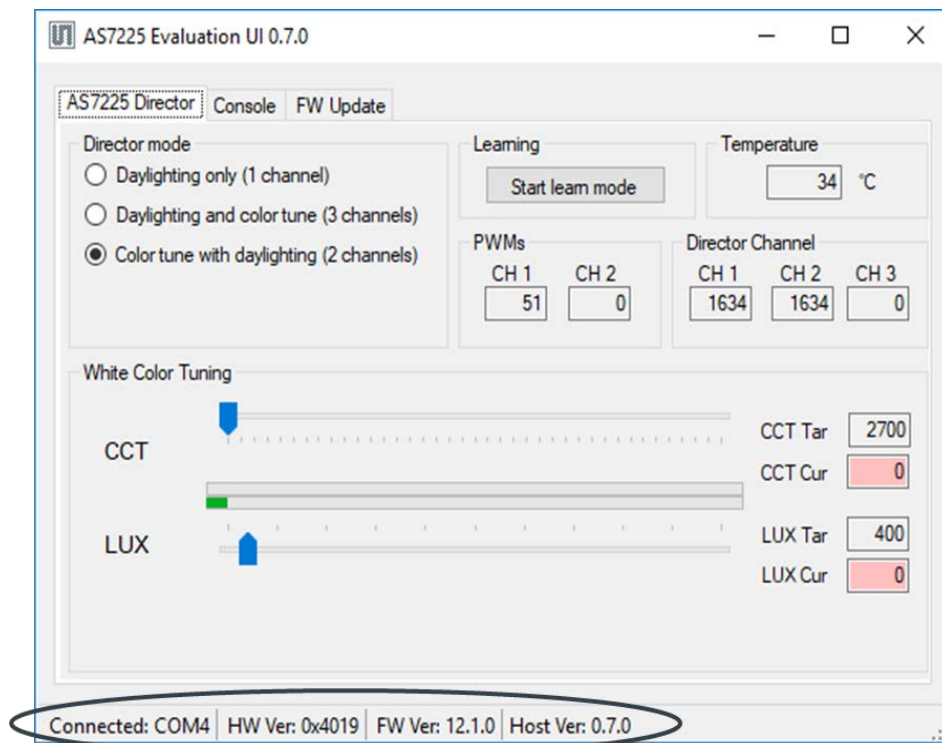 AS7225 Evaluation UI 0.7.0
AS7225 Director Console FW Update
Director mode
Daylighting only (1 channel)
Daylighting and color tune (3 channels)
Color tune with daylighting (2 channels)
Learning
Start learn mode
Temperature
34 °C
PWMs
CH 1 CH 2
51 0
Director Channel
CH 1 CH 2 CH 3
1634 1634 0
White Color Tuning
CCT
CCT Tar 2700
CCT Cur 0
LUX
LUX Tar 400
LUX Cur 0
Connected: COM4 HW Ver: 0x4019 FW Ver: 12.1.0 Host Ver: 0.7.0